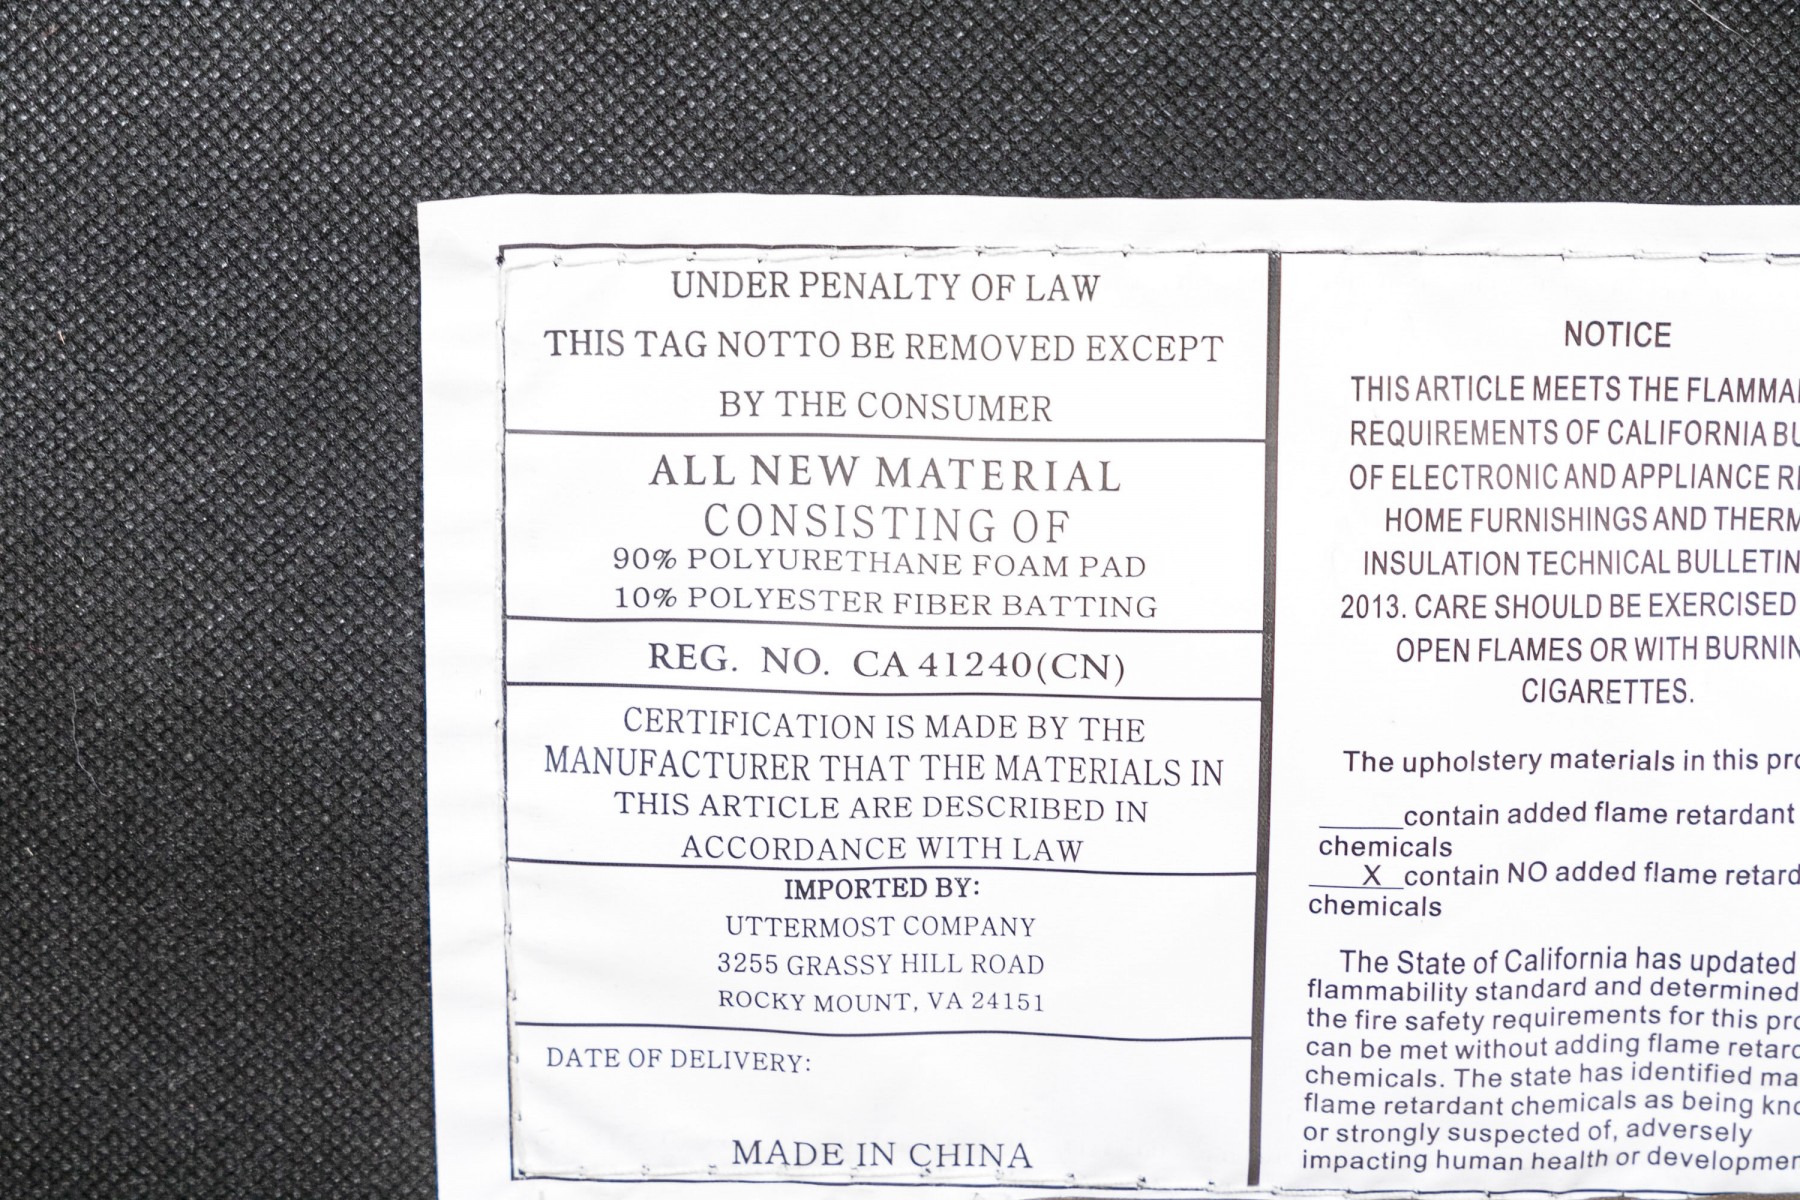 UNDER PENALTY OF LAW
THIS TAG NOTTO BE REMOVED EXCEPT
BY THE CONSUMER
ALL NEW MATERIAL
CONSISTING OF
90% POLYURETHANE FOAM PAD
10% POLYESTER FIBER BATTING
REG. NO. CA 41240(CN)
CERTIFICATION IS MADE BY THE
MANUFACTURER THAT THE MATERIALS IN
THIS ARTICLE ARE DESCRIBED IN
ACCORDANCE WITH LAW
IMPORTED BY:
UTTERMOST COMPANY
3255 GRASSY HILL ROAD
ROCKY MOUNT, VA 24151
DATE OF DELIVERY:
MADE IN CHINA
NOTICE
THIS ARTICLE MEETS THE
REQUIREMENTS OF CALIFORNIA
OF ELECTRONIC AND APPLIANCE
HOME FURNISHINGS AND
INSULATION TECHNICAL BULLETIN
2013. CARE SHOULD BE EXERCISED
OPEN FLAMES OR WITH
CIGARETTES.
The upholstery materials in this
______contain added flame retardant
chemicals
___X_contain NO added flame
chemicals
The State of California has updated
flammability standard and determined
the fire safety requirements for this
can be met without adding flame
chemicals. The state has identified
flame retardant chemicals as being
or strongly suspected of, adversely
impacting human health or